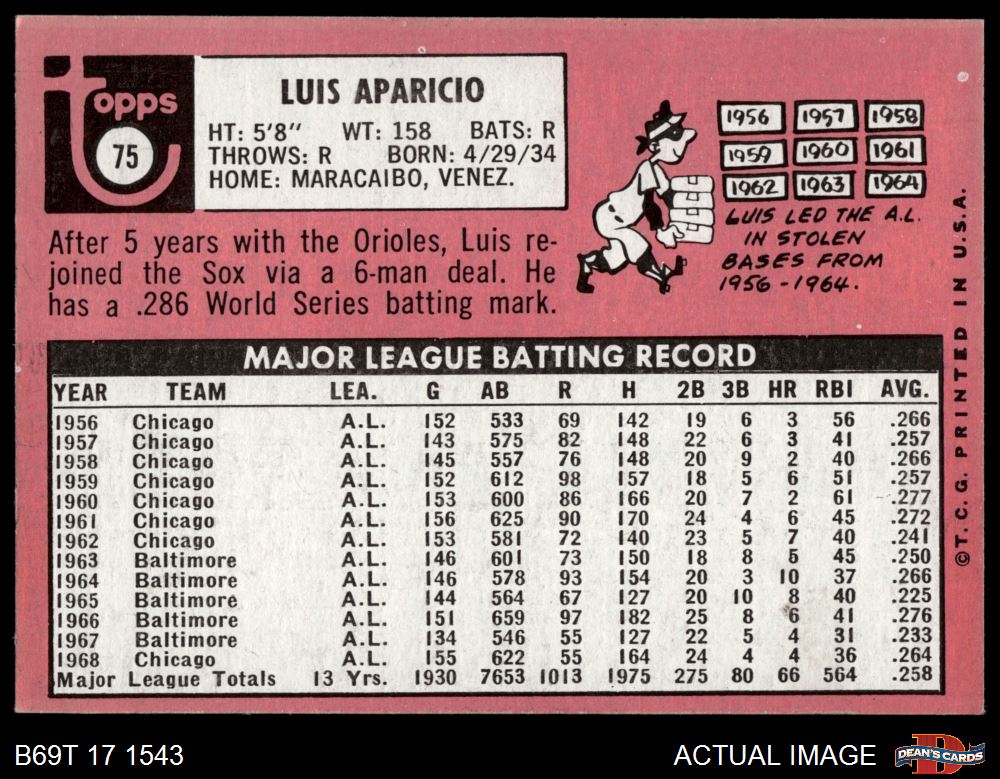 topps
75
LUIS APARICIO
HT: 5'8" WT: 158 BATS: R
THROWS: R BORN: 4/29/34
HOME: MARACAIBO, VENEZ.
After 5 years with the Orioles, Luis re-
joined the Sox via a 6-man deal. He
has a .286 World Series batting mark.
1956 1957 1958
1959 1960 1961
1962 1963 1964
LUIS LED THE A.L.
IN STOLEN
BASES FROM
1956-1964.
MAJOR LEAGUE BATTING RECORD
YEAR TEAM LEA. G AB R H 2B 3B HR RBI AVG.
1956 Chicago A.L. 152 533 69 142 19 6 3 56 .266
1957 Chicago A.L. 143 575 82 148 22 6 3 41 .257
1958 Chicago A.L. 145 557 76 148 20 9 2 40 .266
1959 Chicago A.L. 152 612 98 157 18 5 6 51 .257
1960 Chicago A.L. 153 600 86 166 20 7 2 61 .277
1961 Chicago A.L. 156 625 90 170 24 4 6 45 .272
1962 Chicago A.L. 153 581 72 140 23 5 7 40 .241
1963 Baltimore A.L. 146 601 73 150 18 8 5 45 .250
1964 Baltimore A.L. 146 578 93 154 20 3 10 37 .266
1965 Baltimore A.L. 144 564 67 127 20 10 8 40 .225
1966 Baltimore A.L. 151 659 97 182 25 8 6 41 .276
1967 Baltimore A.L. 134 546 55 127 22 5 4 31 .233
1968 Chicago A.L. 155 622 55 164 24 4 4 36 .264
Major League Totals 13 Yrs. 1930 7653 1013 1975 275 80 66 564 .258
©T.C.G. PRINTED IN U.S.A.
B69T 17 1543
ACTUAL IMAGE
DEAN'S CARDS